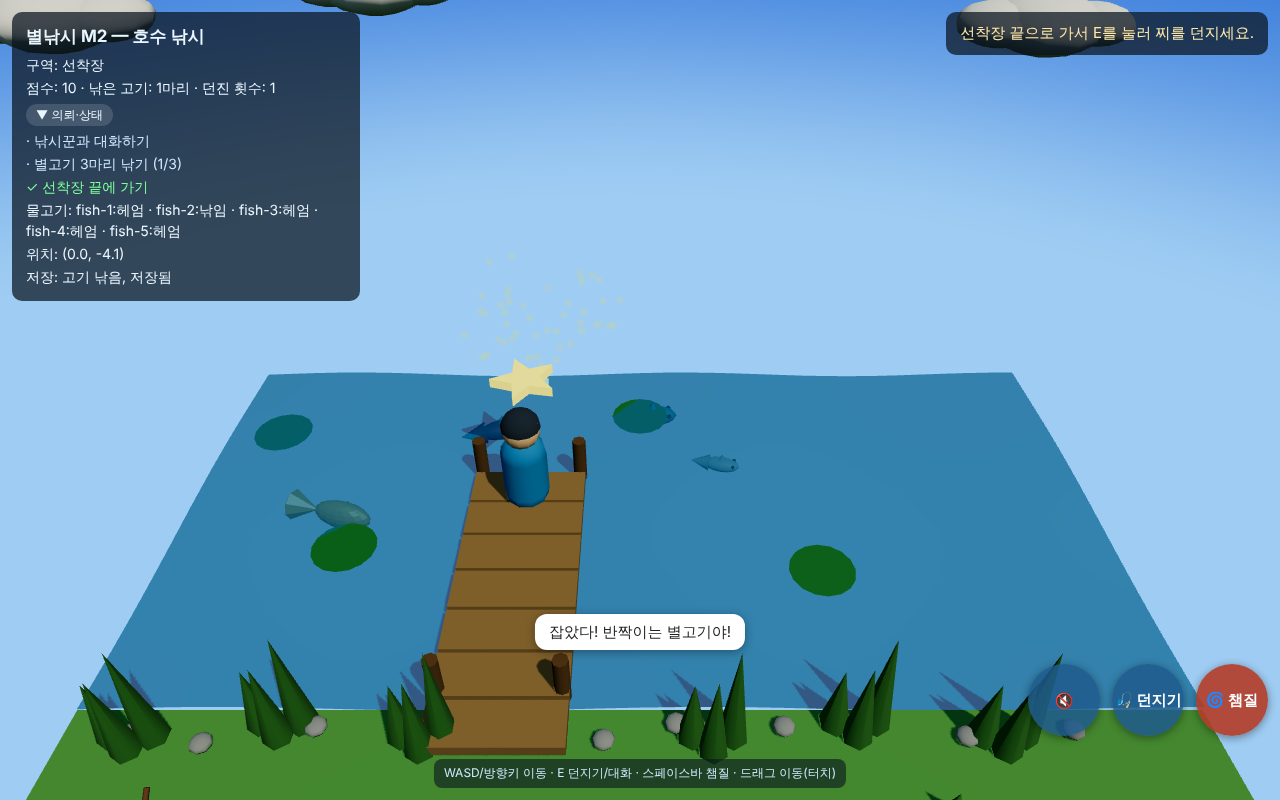 별낚시 M2 — 호수 낚시
구역: 선착장
점수: 10 · 낚은 고기: 1마리 · 던진 횟수: 1
▼ 의뢰·상태
· 낚시꾼과 대화하기
· 별고기 3마리 낚기 (1/3)
✓ 선착장 끝에 가기
물고기: fish-1:헤엄 · fish-2:낚임 · fish-3:헤엄 ·
fish-4:헤엄 · fish-5:헤엄
위치: (0.0, -4.1)
저장: 고기 낚음, 저장됨
선착장 끝으로 가서 E를 눌러 찌를 던지세요.
잡았다! 반짝이는 별고기야!
🔇
🎣 던지기
🌀 챔질
WASD/방향키 이동 · E 던지기/대화 · 스페이스바 챔질 · 드래그 이동(터치)